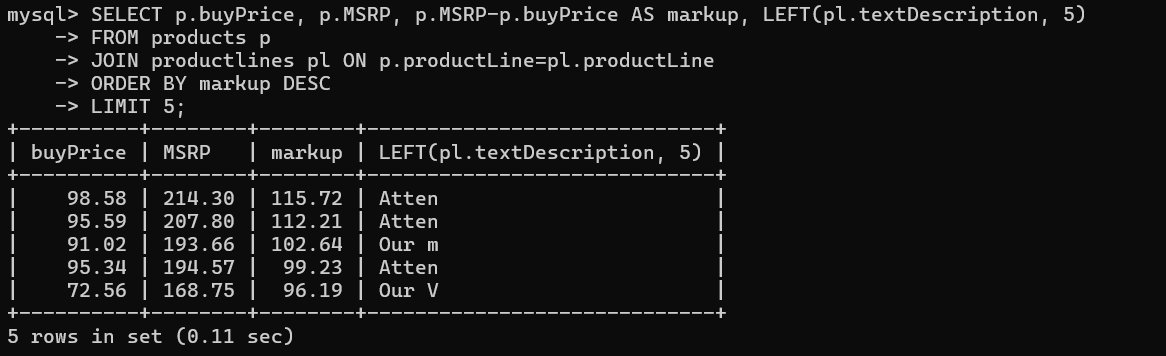 mysql> SELECT p.buyPrice, p.MSRP, p.MSRP-p.buyPrice AS markup, LEFT(pl.textDescription, 5)
    -> FROM products p
    -> JOIN productlines pl ON p.productLine=pl.productLine
    -> ORDER BY markup DESC
    -> LIMIT 5;
+----------+--------+--------+-----------------------------+
| buyPrice | MSRP   | markup | LEFT(pl.textDescription, 5) |
+----------+--------+--------+-----------------------------+
|    98.58 | 214.30 | 115.72 | Atten                       |
|    95.59 | 207.80 | 112.21 | Atten                       |
|    91.02 | 193.66 | 102.64 | Our m                       |
|    95.34 | 194.57 |  99.23 | Atten                       |
|    72.56 | 168.75 |  96.19 | Our V                       |
+----------+--------+--------+-----------------------------+
5 rows in set (0.11 sec)